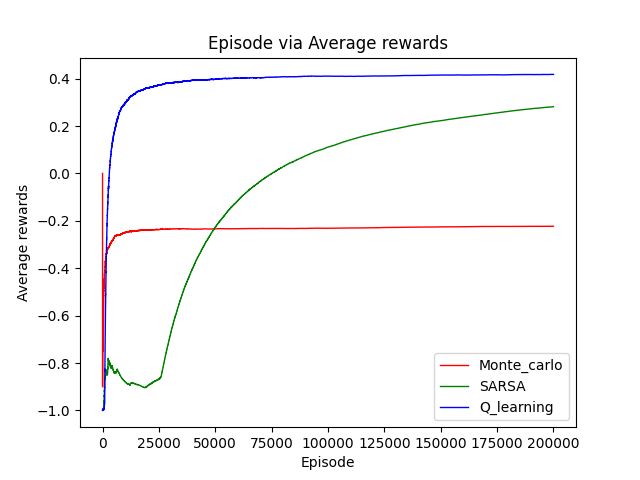 Episode via Average rewards
Average rewards
0.4
0.2
0.0
−0.2
−0.4
−0.6
−0.8
−1.0
Monte_carlo
SARSA
Q_learning
0 25000 50000 75000 100000 125000 150000 175000 200000
Episode